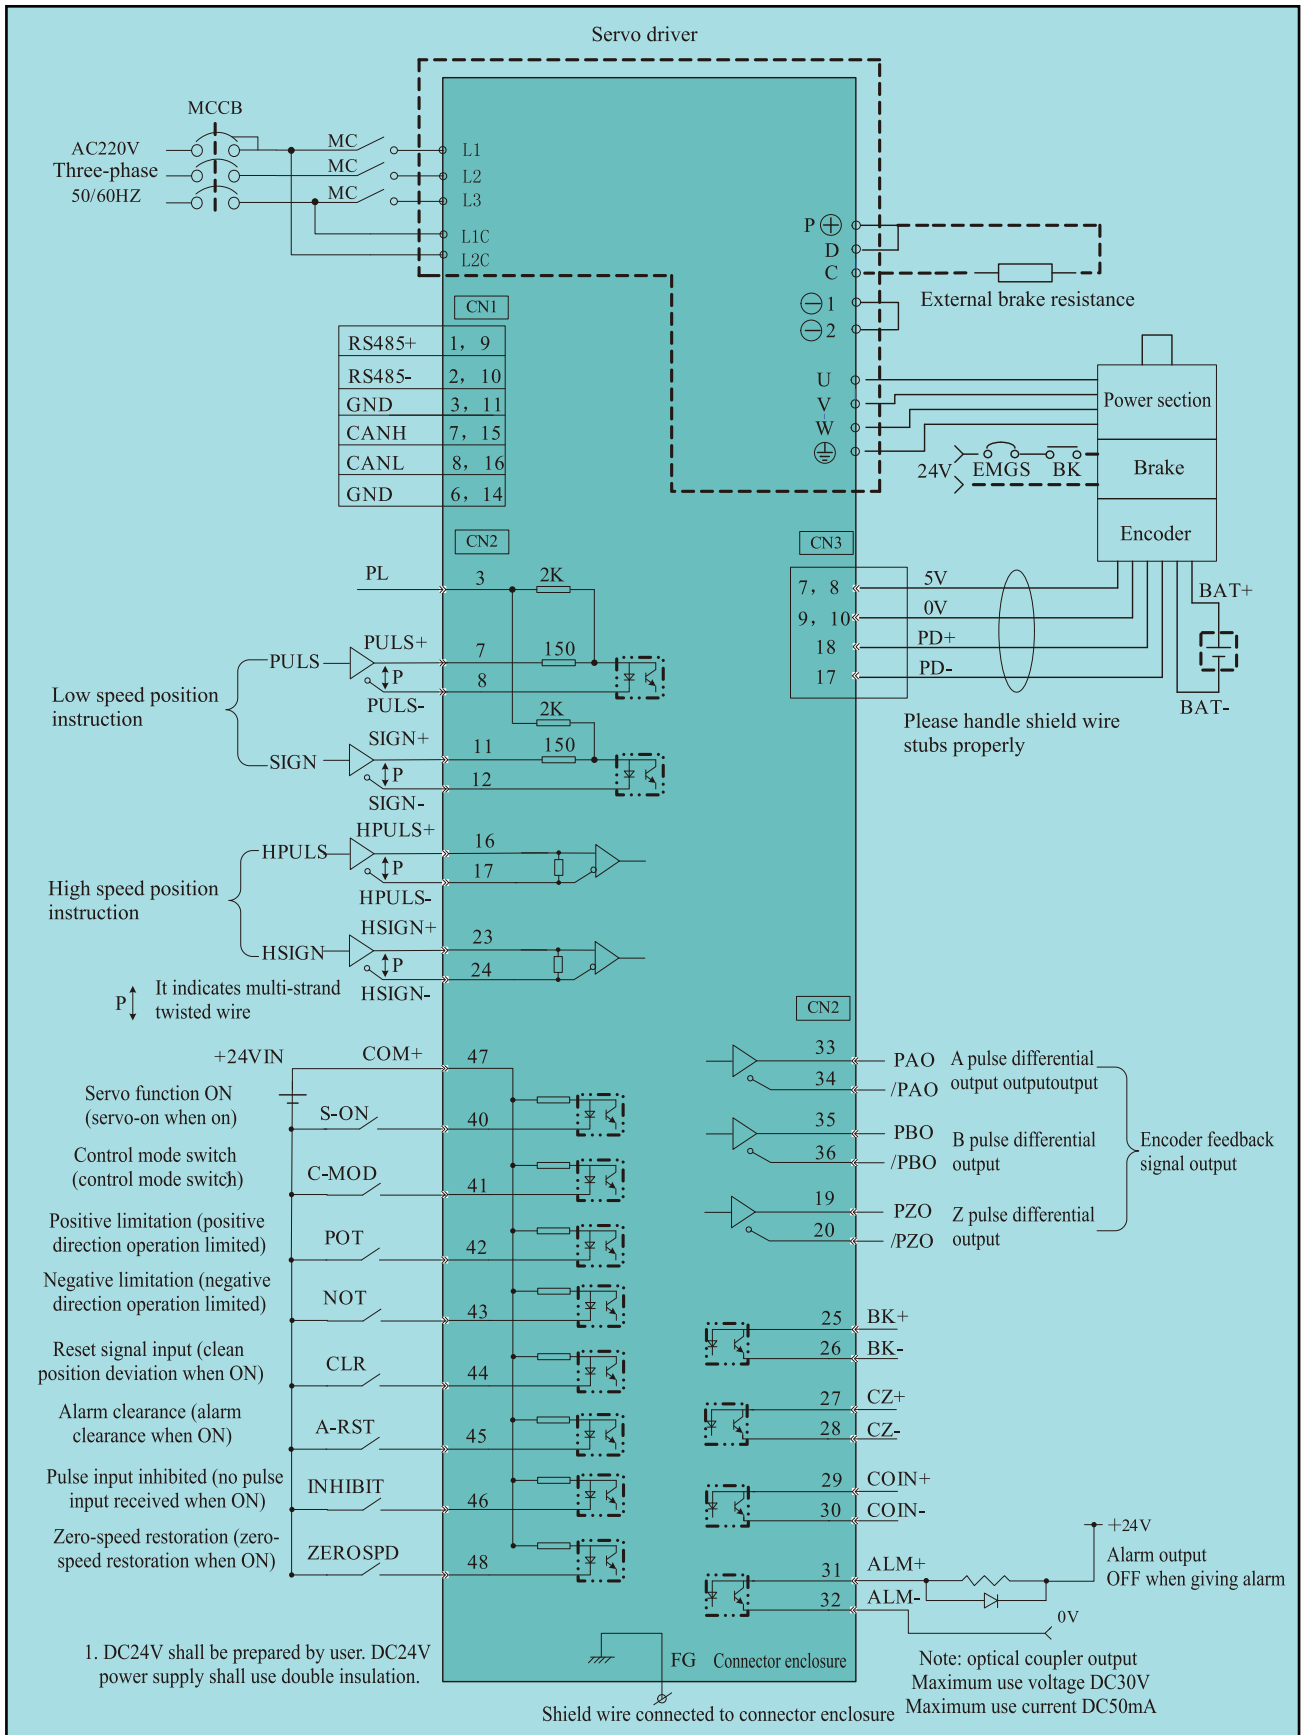 Servo driver
MCCB
AC220V
Three-phase
50/60HZ
MC
MC
MC
L1
L2
L3
L1C
L2C
P
D
C
1
2
External brake resistance
U
V
W
Power section
Brake
Encoder
24V
EMGS
BK
CN1
RS485+ 1, 9
RS485- 2, 10
GND 3, 11
CANH 7, 15
CANL 8, 16
GND 6, 14
CN2
PL 3 2K
PULS
PULS+ 7 150
P 8
PULS-
Low speed position
instruction
2K
SIGN
SIGN+ 11 150
P 12
SIGN-
CN3
7, 8 5V
9, 10 0V
18 PD+
17 PD-
BAT+
BAT-
Please handle shield wire
stubs properly
HPULS
HPULS+ 16
P 17
HPULS-
High speed position
instruction
HSIGN
HSIGN+ 23
P 24
HSIGN-
P It indicates multi-strand
twisted wire
CN2
33 PAO
34 /PAO
A pulse differential
output outputoutput
35 PBO
36 /PBO
B pulse differential
output
19 PZO
20 /PZO
Z pulse differential
output
Encoder feedback
signal output
+24VIN COM+ 47
Servo function ON
(servo-on when on)
S-ON 40
Control mode switch
(control mode switch)
C-MOD 41
Positive limitation (positive
direction operation limited)
POT 42
Negative limitation (negative
direction operation limited)
NOT 43
Reset signal input (clean
position deviation when ON)
CLR 44
Alarm clearance (alarm
clearance when ON)
A-RST 45
Pulse input inhibited (no pulse
input received when ON)
INHIBIT 46
Zero-speed restoration (zero-
speed restoration when ON)
ZEROSPD 48
25 BK+
26 BK-
27 CZ+
28 CZ-
29 COIN+
30 COIN-
31 ALM+
32 ALM-
+24V
Alarm output
OFF when giving alarm
0V
1. DC24V shall be prepared by user. DC24V
power supply shall use double insulation.
FG Connector enclosure
Shield wire connected to connector enclosure
Note: optical coupler output
Maximum use voltage DC30V
Maximum use current DC50mA